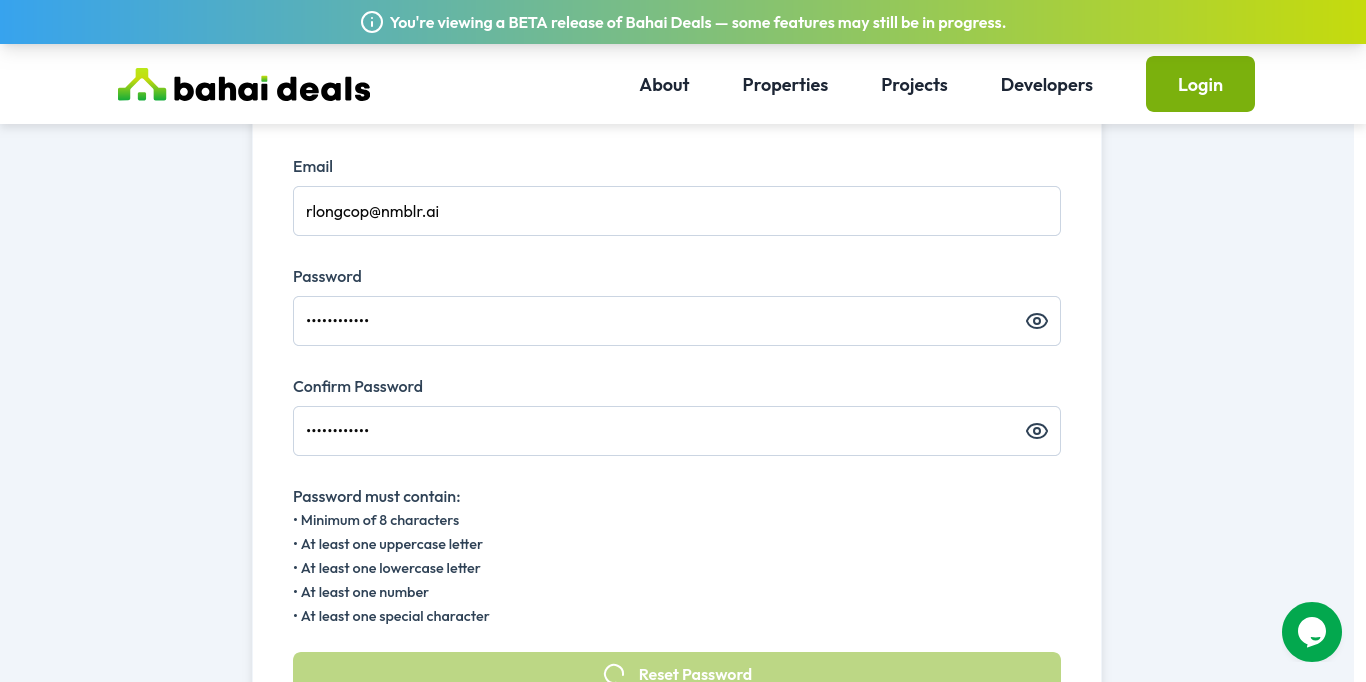 You're viewing a BETA release of Bahai Deals — some features may still be in progress.
bahai deals
About
Properties
Projects
Developers
Login
Email
rlongcop@nmblr.ai
Password
••••••••••••
Confirm Password
••••••••••••
Password must contain:
• Minimum of 8 characters
• At least one uppercase letter
• At least one lowercase letter
• At least one number
• At least one special character
Reset Password